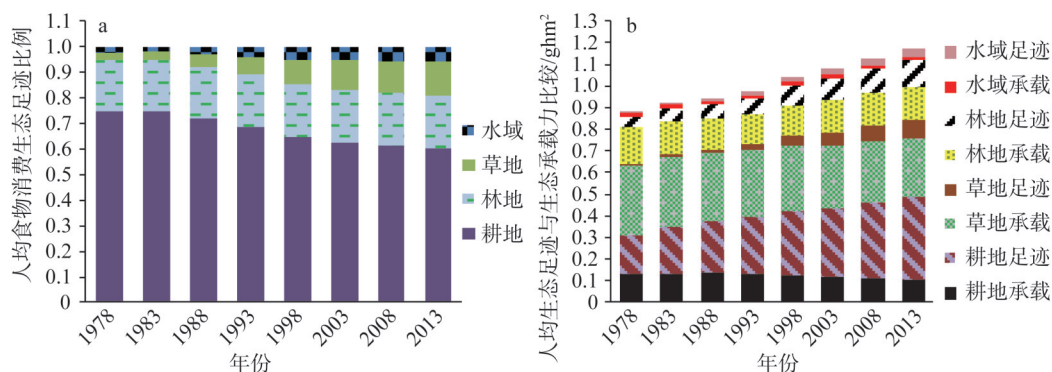 a
人均食物消费生态足迹比例
1.1
1.0
0.9
0.8
0.7
0.6
0.5
0.4
0.3
0.2
0.1
0
1978
1983
1988
1993
1998
2003
2008
2013
年份
水域
草地
林地
耕地
b
人均生态足迹与生态承载力比较/ghm²
1.3
1.2
1.1
1.0
0.9
0.8
0.7
0.6
0.5
0.4
0.3
0.2
0.1
0
1978
1983
1988
1993
1998
2003
2008
2013
年份
水域足迹
水域承载
林地足迹
林地承载
草地足迹
草地承载
耕地足迹
耕地承载